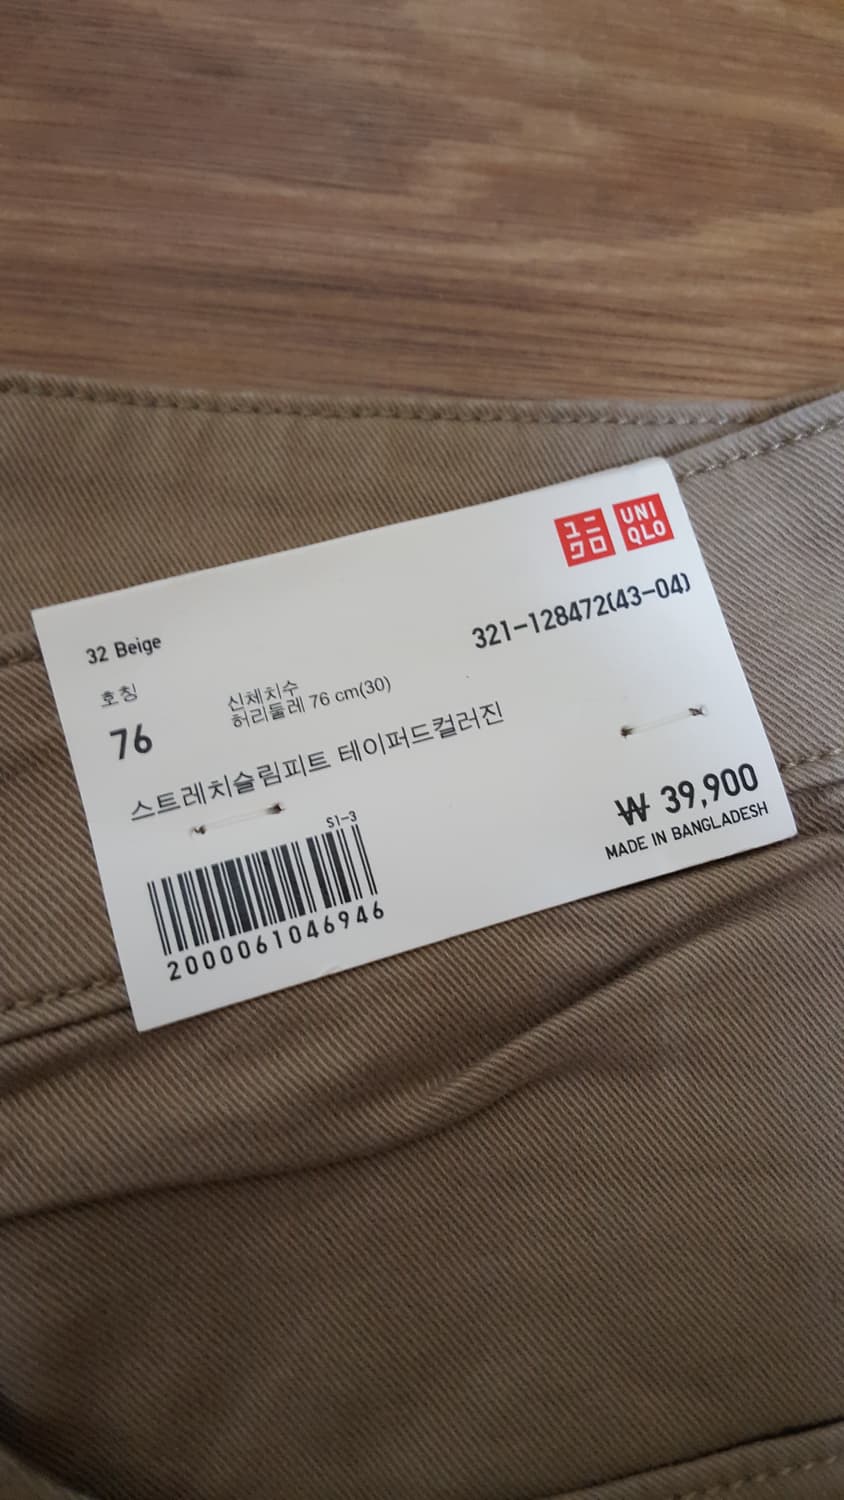 ユニ
クロ
UNI
QLO
321-128472(43-04)
32 Beige
호칭
76
신체치수
허리둘레 76 cm(30)
스트레치슬림피트 테이퍼드컬러진
₩ 39,900
MADE IN BANGLADESH
S1-3
2000061046946